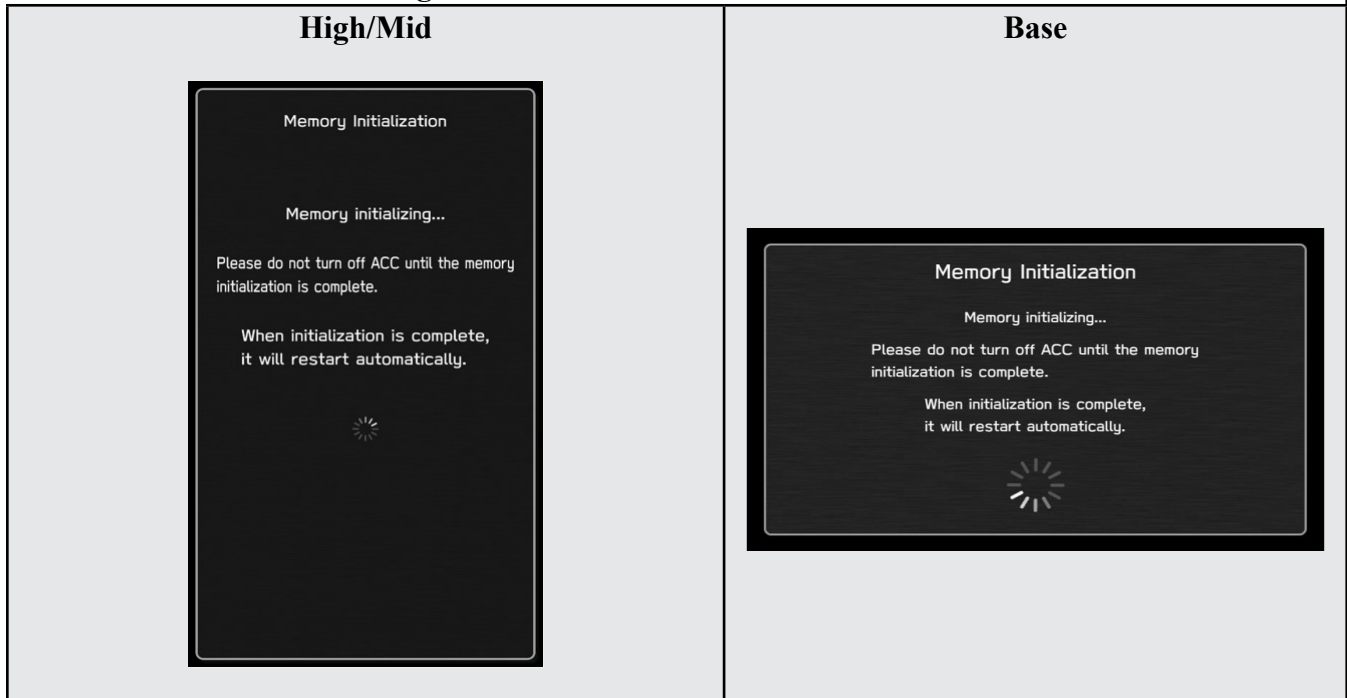 High/Mid
Base
Memory Initialization
Memory initializing...
Please do not turn off ACC until the memory
initialization is complete.
When initialization is complete,
it will restart automatically.
Memory Initialization
Memory initializing...
Please do not turn off ACC until the memory
initialization is complete.
When initialization is complete,
it will restart automatically.